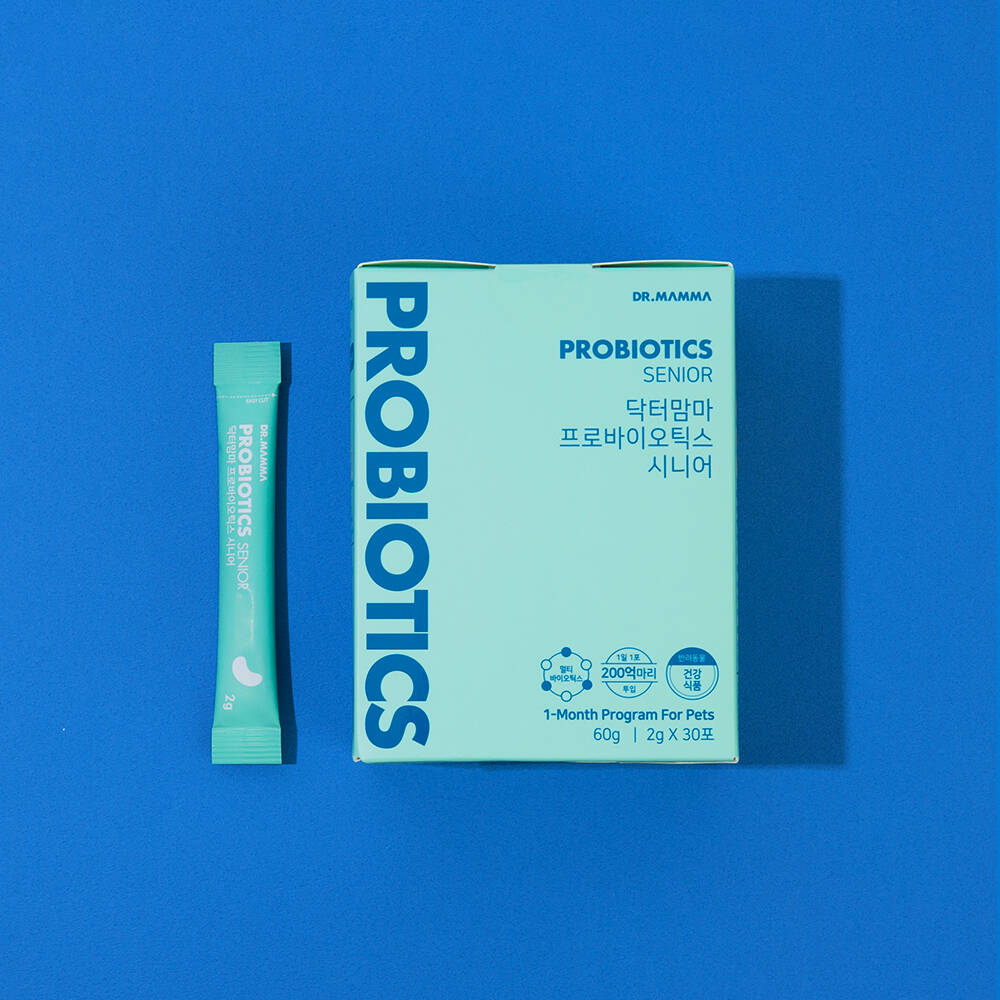 EASY CUT
DR.MAMMA
PROBIOTICS SENIOR
닥터맘마 프로바이오틱스 시니어
2g
PROBIOTICS
DR.MAMMA
PROBIOTICS
SENIOR
닥터맘마
프로바이오틱스
시니어
멀티
바이오틱스
1일 1포
200억마리
투입
반려동물
건강
식품
1-Month Program For Pets
60g | 2g X 30포